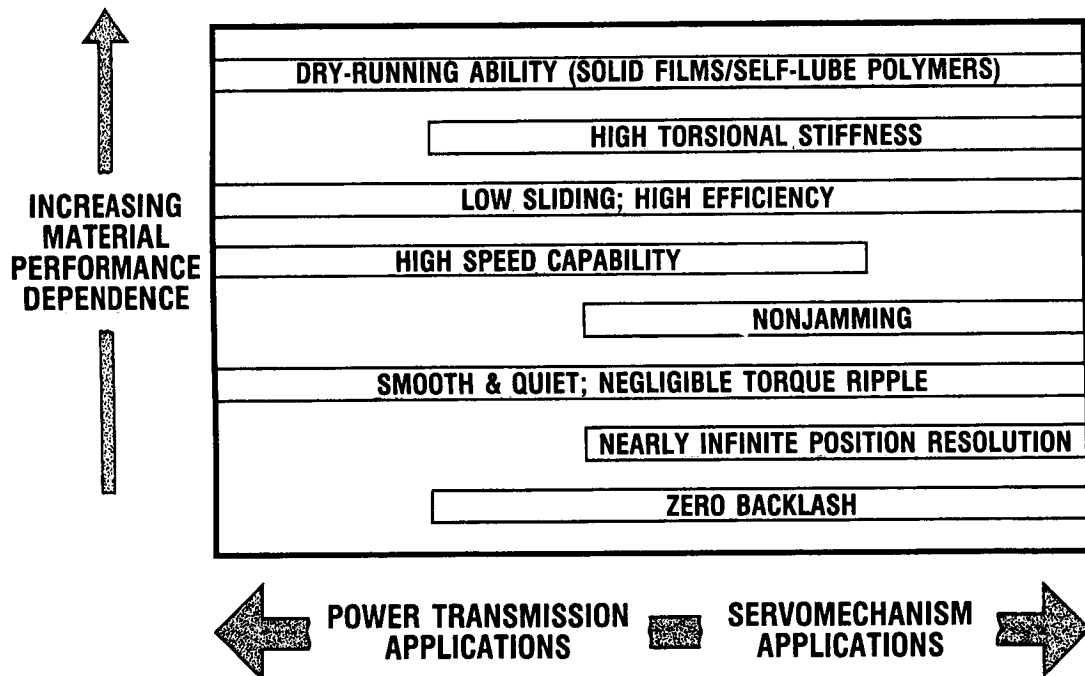 DRY-RUNNING ABILITY (SOLID FILMS/SELF-LUBE POLYMERS)
HIGH TORSIONAL STIFFNESS
LOW SLIDING; HIGH EFFICIENCY
HIGH SPEED CAPABILITY
NONJAMMING
SMOOTH & QUIET; NEGLIGIBLE TORQUE RIPPLE
NEARLY INFINITE POSITION RESOLUTION
ZERO BACKLASH
INCREASING
MATERIAL
PERFORMANCE
DEPENDENCE
POWER TRANSMISSION
APPLICATIONS
SERVOMECHANISM
APPLICATIONS